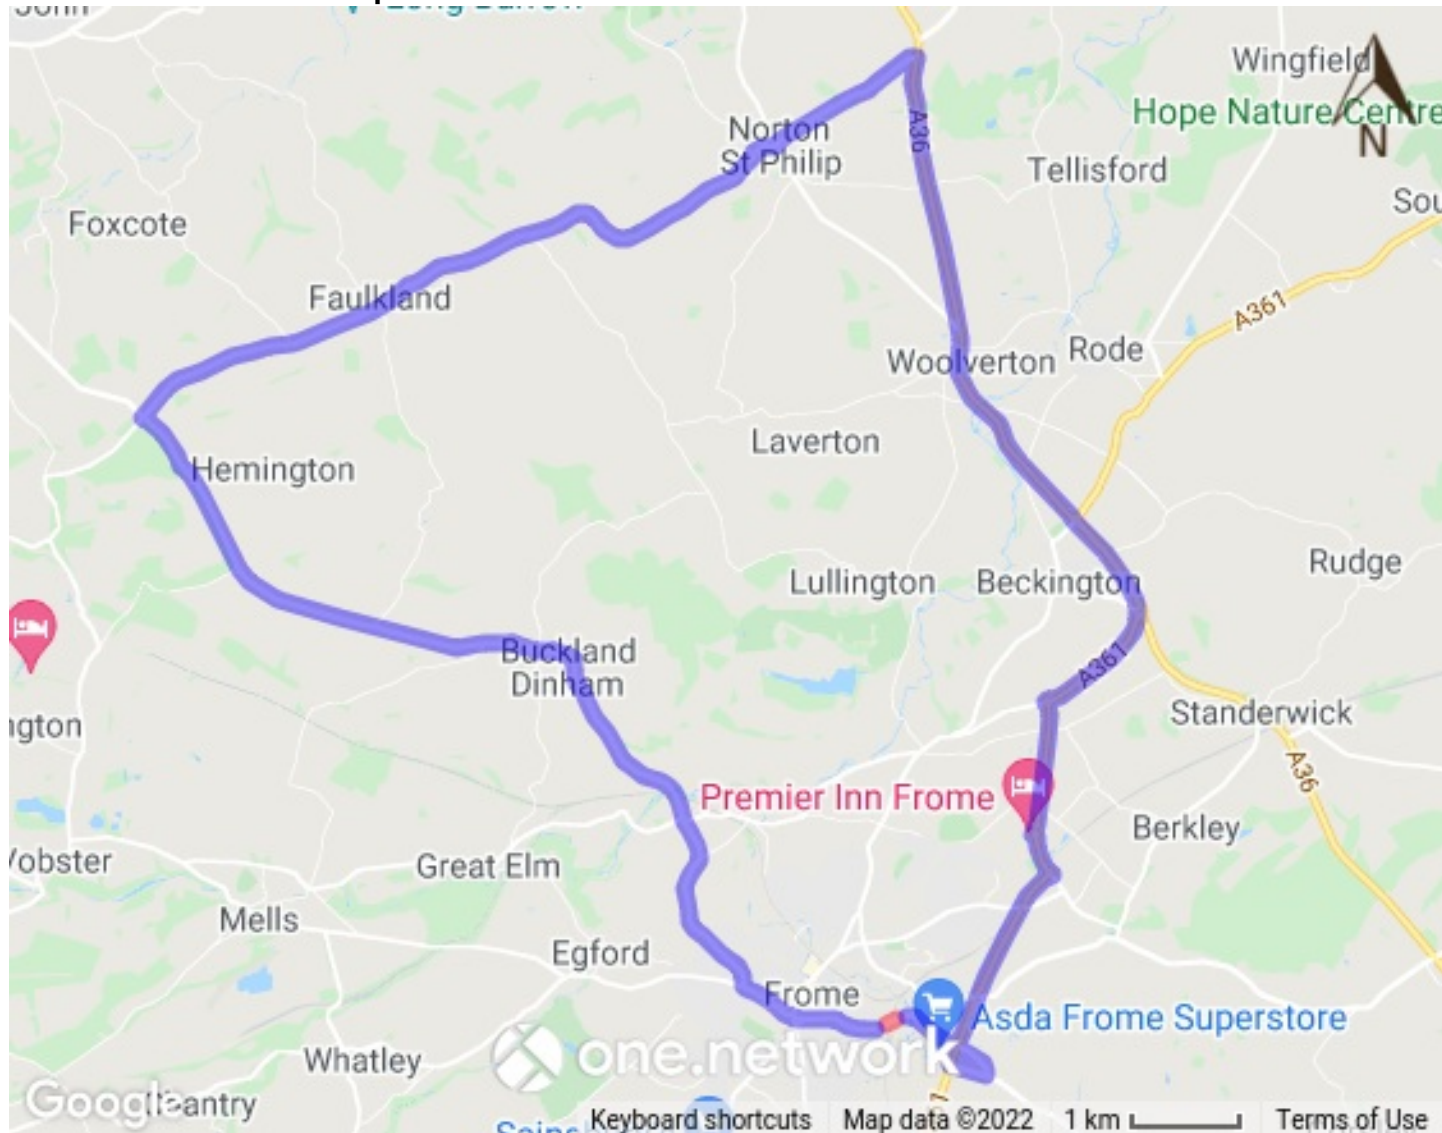 Wingfield
Hope Nature Centre
N
Norton
St Philip
A36
Tellisford
Foxcote
Faulkland
A361
Woolverton
Rode
Laverton
Hemington
Rudge
Lullington
Beckington
Buckland
Dinham
A361
Standerwick
A36
Premier Inn Frome
Berkley
Great Elm
Mells
Egford
Frome
Asda Frome Superstore
Whatley
one.network
Google
Keyboard shortcuts
Map data ©2022
1 km
Terms of Use